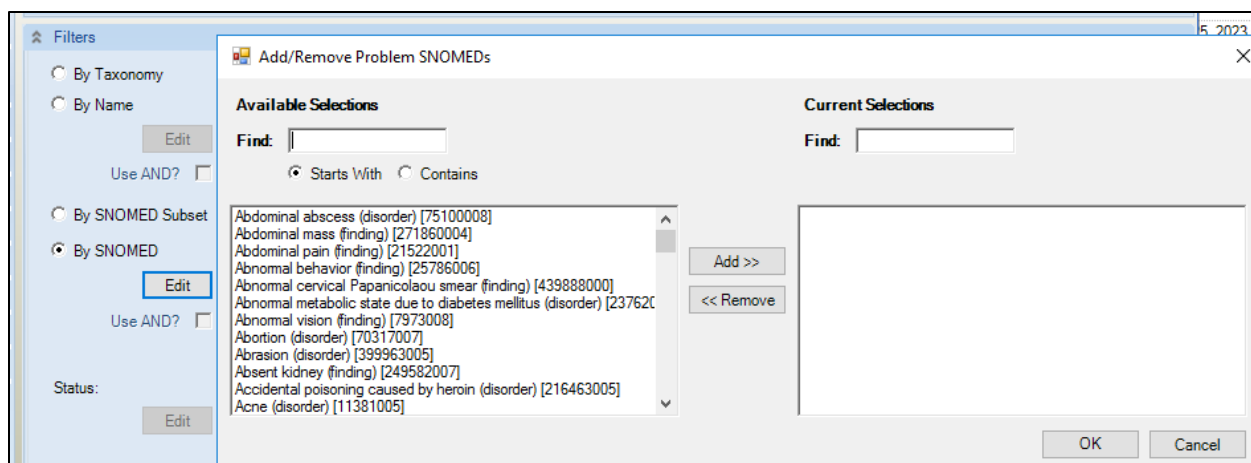 5, 2023
Filters
By Taxonomy
By Name
Edit
Use AND?
By SNOMED Subset
By SNOMED
Edit
Use AND?
Status:
Edit
Add/Remove Problem SNOMEDs
Available Selections
Find:
Starts With
Contains
Abdominal abscess (disorder) [75100008]
Abdominal mass (finding) [271860004]
Abdominal pain (finding) [21522001]
Abnormal behavior (finding) [25786006]
Abnormal cervical Papanicolaou smear (finding) [439888000]
Abnormal metabolic state due to diabetes mellitus (disorder) [237620
Abnormal vision (finding) [7973008]
Abortion (disorder) [70317007]
Abrasion (disorder) [399963005]
Absent kidney (finding) [249582007]
Accidental poisoning caused by heroin (disorder) [216463005]
Acne (disorder) [11381005]
Add >>
<< Remove
Current Selections
Find:
OK
Cancel